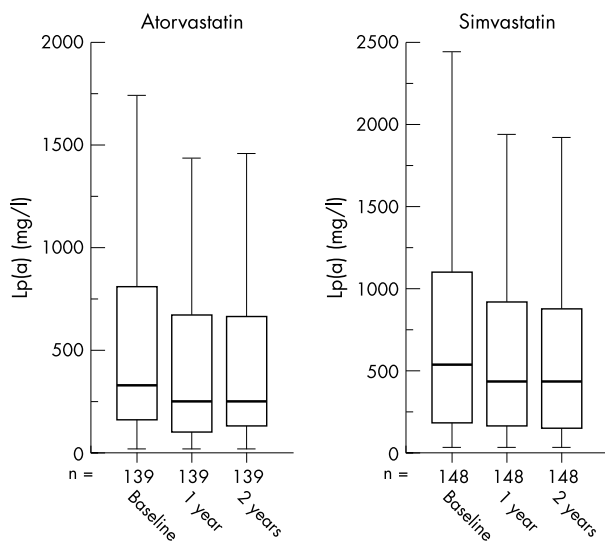 Atorvastatin
2000
1500
1000
500
0
Lp(a) (mg/l)
n = 139 139 139
Baseline
1 year
2 years
Simvastatin
2500
2000
1500
1000
500
0
Lp(a) (mg/l)
n = 148 148 148
Baseline
1 year
2 years